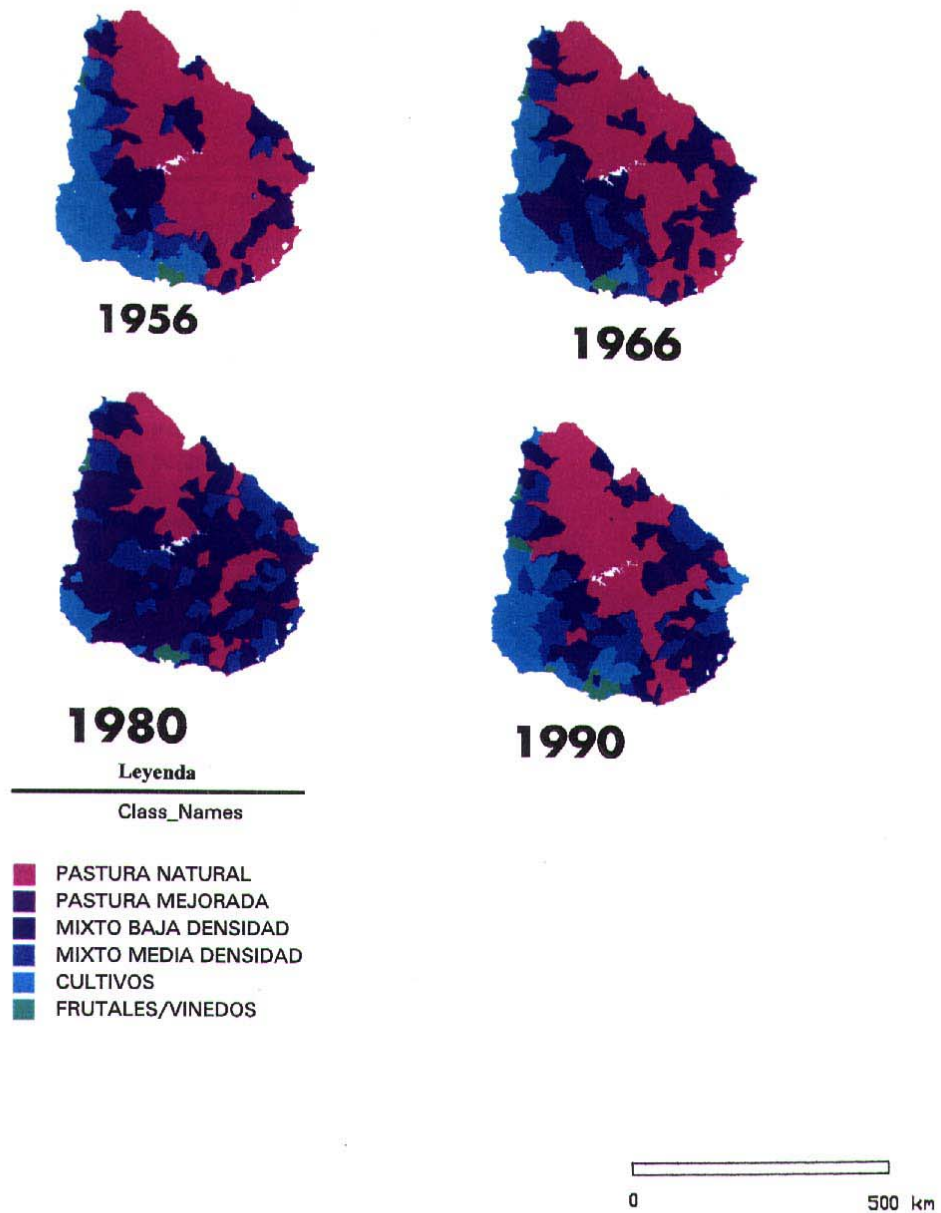 1956
1966
1980
1990
Leyenda
Class_Names
PASTURA NATURAL
PASTURA MEJORADA
MIXTO BAJA DENSIDAD
MIXTO MEDIA DENSIDAD
CULTIVOS
FRUTALES/VINEDOS
0 500 km